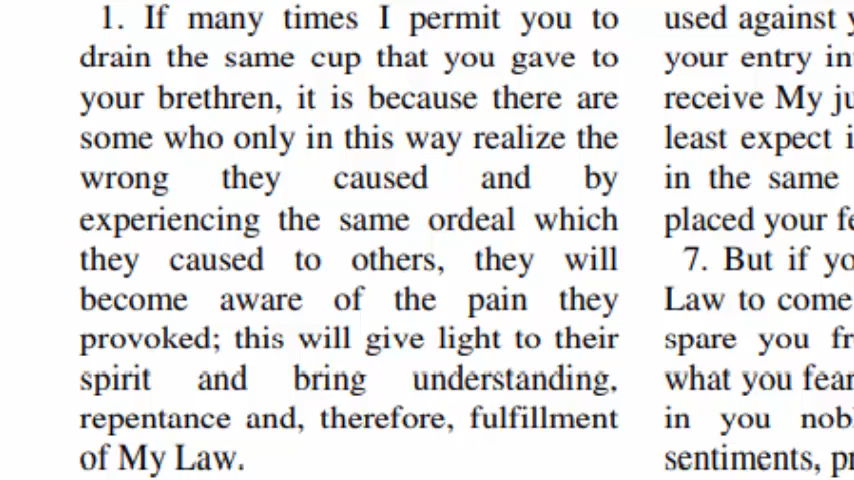 1. If many times I permit you to
drain the same cup that you gave to
your brethren, it is because there are
some who only in this way realize the
wrong they caused and by
experiencing the same ordeal which
they caused to others, they will
become aware of the pain they
provoked; this will give light to their
spirit and bring understanding,
repentance and, therefore, fulfillment
of My Law.
used against
your entry
receive My
least expect
in the same
placed your
7. But if
Law to come
spare you
what you fear
in you
sentiments,